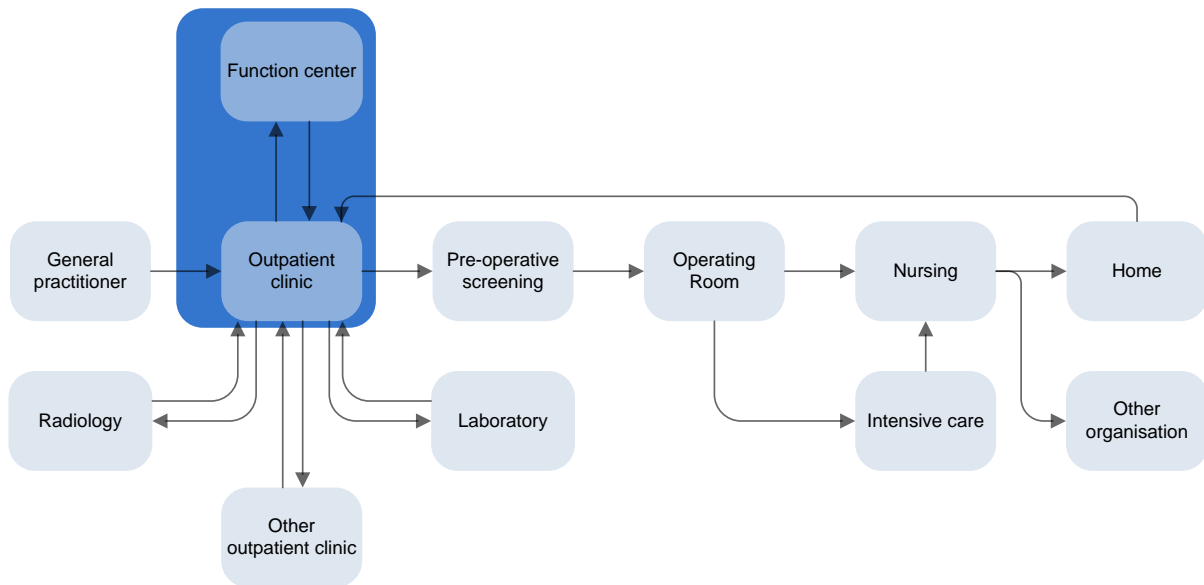 Function center
General
practitioner
Outpatient
clinic
Pre-operative
screening
Operating
Room
Nursing
Home
Radiology
Laboratory
Intensive care
Other
organisation
Other
outpatient clinic